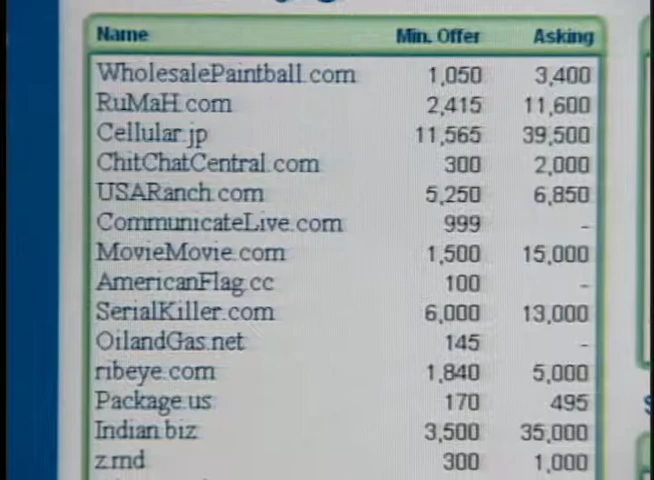 Name Min. Offer Asking
WholesalePaintball.com 1,050 3,400
RuMaH.com 2,415 11,600
Cellular.jp 11,565 39,500
ChitChatCentral.com 300 2,000
USARanch.com 5,250 6,850
CommunicateLive.com 999 -
MovieMovie.com 1,500 15,000
AmericanFlag.cc 100 -
SerialKiller.com 6,000 13,000
OilandGas.net 145 -
ribeye.com 1,840 5,000
Package.us 170 495
Indian.biz 3,500 35,000
z.md 300 1,000